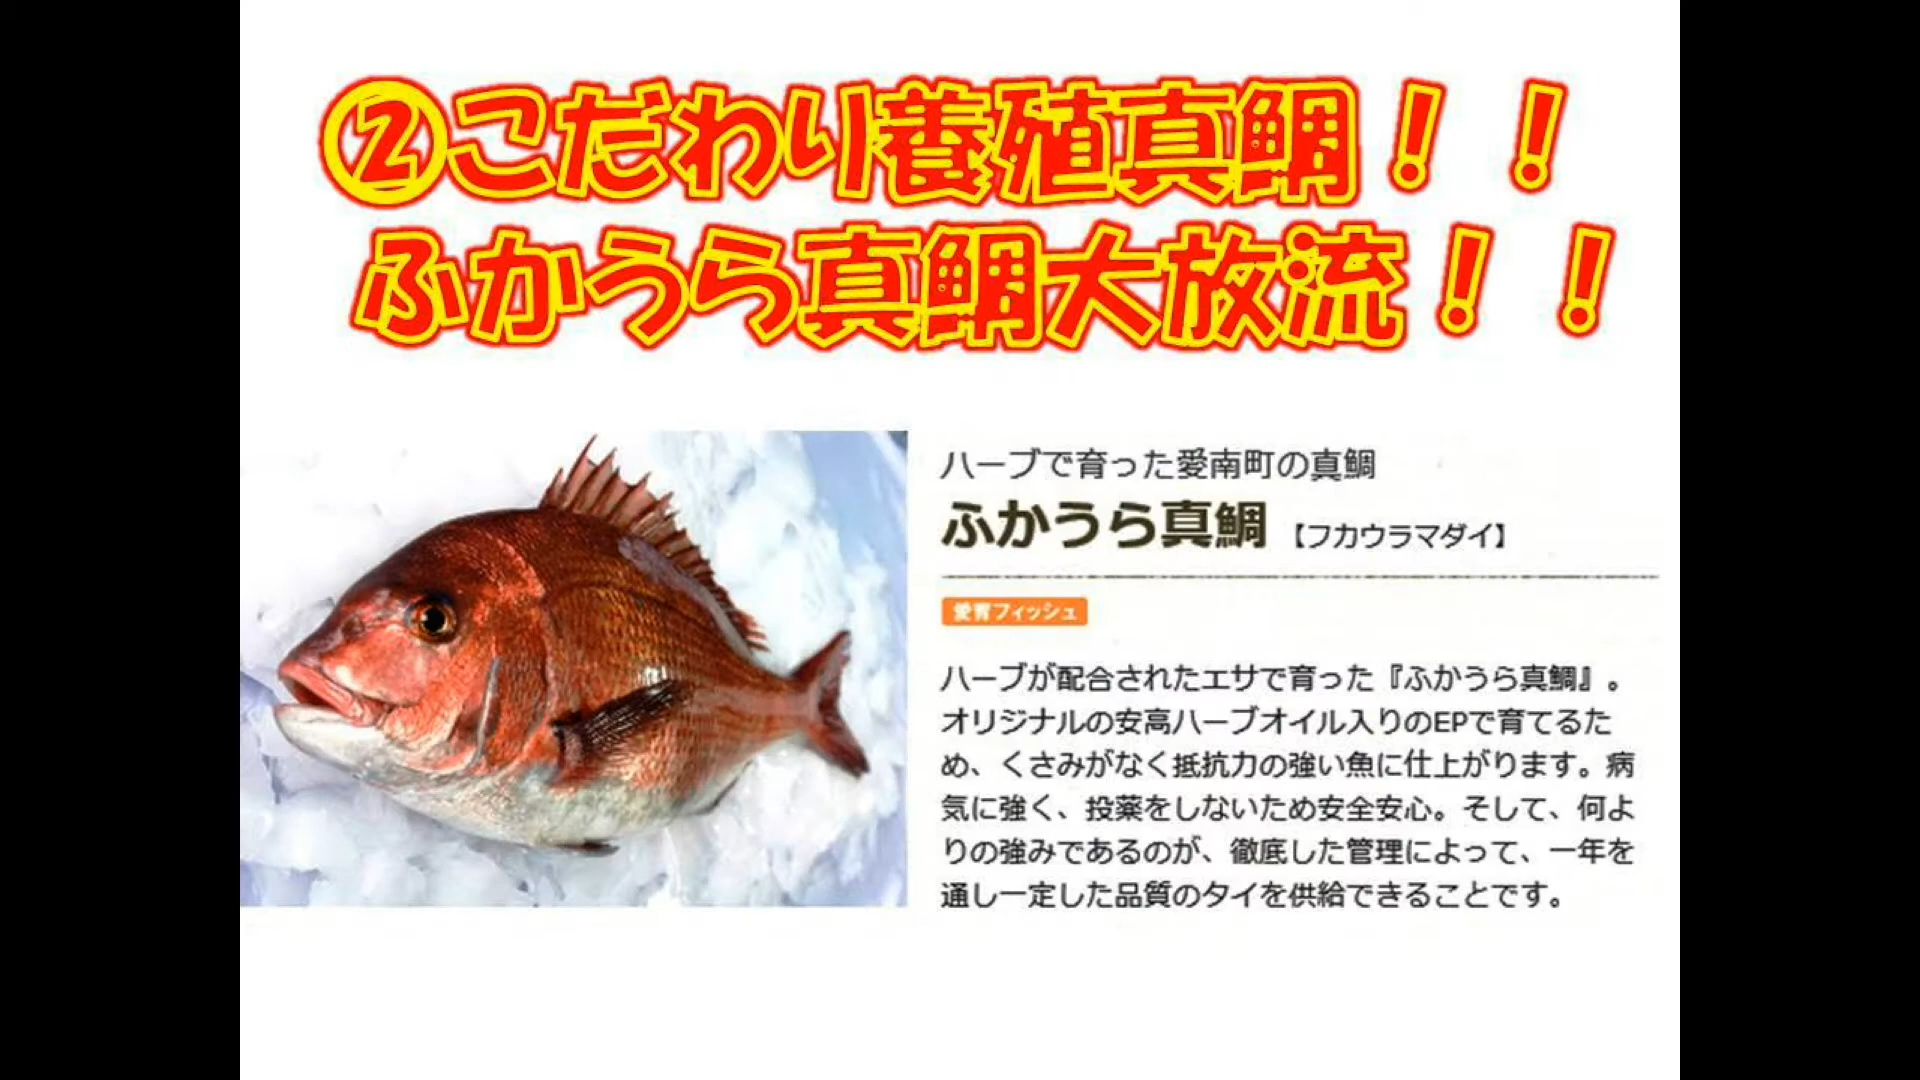 ②こだわり養殖真鯛！！
ふかうら真鯛大放流！！
ハーブで育った愛南町の真鯛
ふかうら真鯛【フカウラマダイ】
愛育フィッシュ
ハーブが配合されたエサで育った『ふかうら真鯛』。
オリジナルの安高ハーブオイル入りのEPで育てるた
め、くさみがなく抵抗力の強い魚に仕上がります。病
気に強く、投薬をしないため安全安心。そして、何よ
りの強みであるのが、徹底した管理によって、一年を
通し一定した品質のタイを供給できることです。